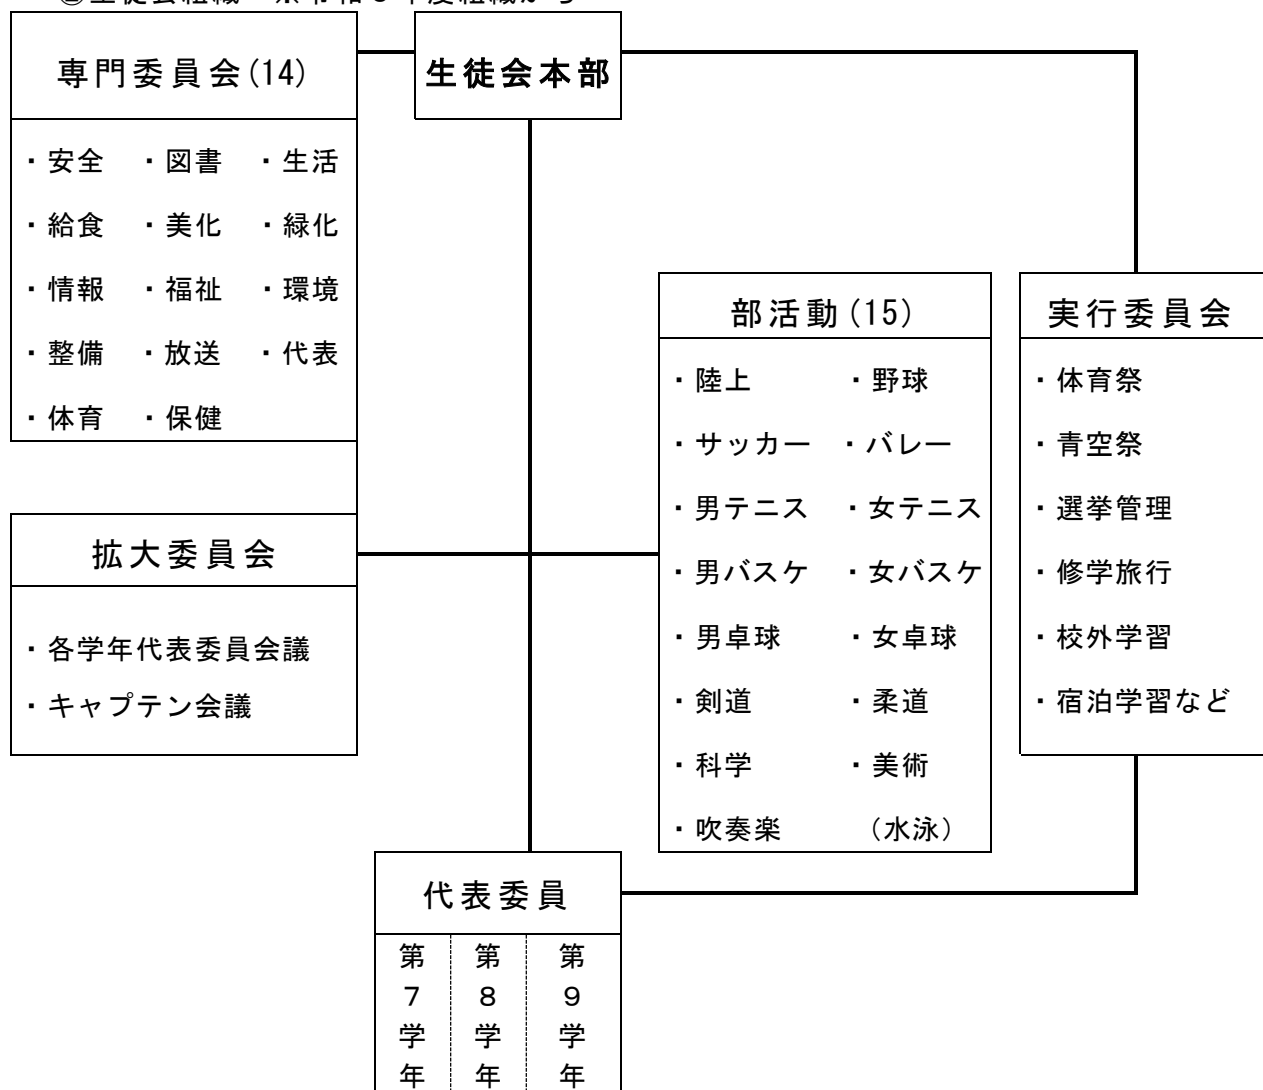 専門委員会(14)
・安全 ・図書 ・生活
・給食 ・美化 ・緑化
・情報 ・福祉 ・環境
・整備 ・放送 ・代表
・体育 ・保健
生徒会本部
拡大委員会
・各学年代表委員会議
・キャプテン会議
部活動(15)
・陸上 ・野球
・サッカー ・バレー
・男テニス ・女テニス
・男バスケ ・女バスケ
・男卓球 ・女卓球
・剣道 ・柔道
・科学 ・美術
・吹奏楽 (水泳)
実行委員会
・体育祭
・青空祭
・選挙管理
・修学旅行
・校外学習
・宿泊学習など
代表委員
第7学年
第8学年
第9学年